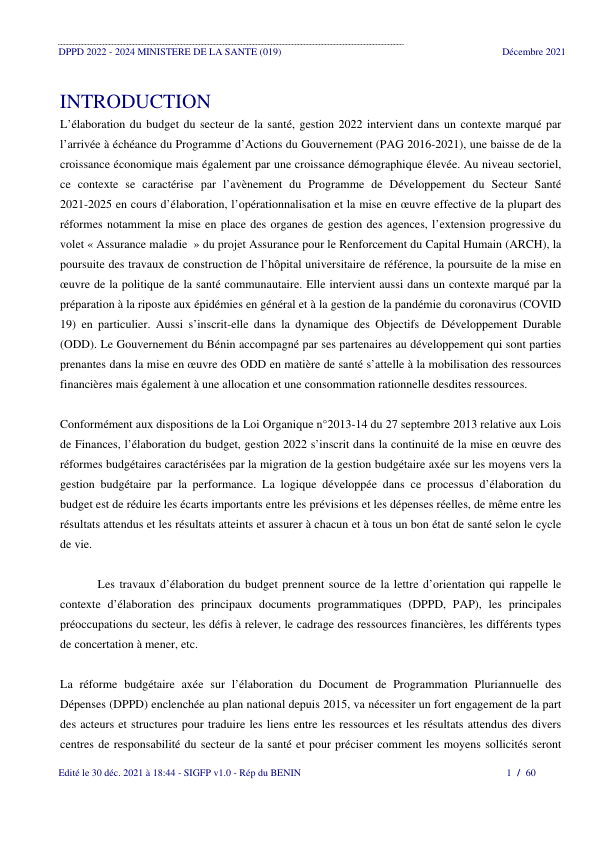 DPPD 2022 - 2024 MINISTERE DE LA SANTE (019) Décembre 2021
INTRODUCTION
L’élaboration du budget du secteur de la santé, gestion 2022 intervient dans un contexte marqué par
l’arrivée à échéance du Programme d’Actions du Gouvernement (PAG 2016-2021), une baisse de de la
croissance économique mais également par une croissance démographique élevée. Au niveau sectoriel,
ce contexte se caractérise par l’avènement du Programme de Développement du Secteur Santé
2021-2025 en cours d’élaboration, l’opérationnalisation et la mise en œuvre effective de la plupart des
réformes notamment la mise en place des organes de gestion des agences, l’extension progressive du
volet « Assurance maladie » du projet Assurance pour le Renforcement du Capital Humain (ARCH), la
poursuite des travaux de construction de l’hôpital universitaire de référence, la poursuite de la mise en
œuvre de la politique de la santé communautaire. Elle intervient aussi dans un contexte marqué par la
préparation à la riposte aux épidémies en général et à la gestion de la pandémie du coronavirus (COVID
19) en particulier. Aussi s’inscrit-elle dans la dynamique des Objectifs de Développement Durable
(ODD). Le Gouvernement du Bénin accompagné par ses partenaires au développement qui sont parties
prenantes dans la mise en œuvre des ODD en matière de santé s’attelle à la mobilisation des ressources
financières mais également à une allocation et une consommation rationnelle desdites ressources.
Conformément aux dispositions de la Loi Organique n°2013-14 du 27 septembre 2013 relative aux Lois
de Finances, l’élaboration du budget, gestion 2022 s’inscrit dans la continuité de la mise en œuvre des
réformes budgétaires caractérisées par la migration de la gestion budgétaire axée sur les moyens vers la
gestion budgétaire par la performance. La logique développée dans ce processus d’élaboration du
budget est de réduire les écarts importants entre les prévisions et les dépenses réelles, de même entre les
résultats attendus et les résultats atteints et assurer à chacun et à tous un bon état de santé selon le cycle
de vie.
Les travaux d’élaboration du budget prennent source de la lettre d’orientation qui rappelle le
contexte d’élaboration des principaux documents programmatiques (DPPD, PAP), les principales
préoccupations du secteur, les défis à relever, le cadrage des ressources financières, les différents types
de concertation à mener, etc.
La réforme budgétaire axée sur l’élaboration du Document de Programmation Pluriannuelle des
Dépenses (DPPD) enclenchée au plan national depuis 2015, va nécessiter un fort engagement de la part
des acteurs et structures pour traduire les liens entre les ressources et les résultats attendus des divers
centres de responsabilité du secteur de la santé et pour préciser comment les moyens sollicités seront
Edité le 30 déc. 2021 à 18:44 - SIGFP v1.0 - Rép du BENIN 1 / 60